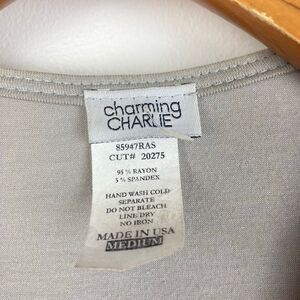 charming
CHARLIE
85947RAS
CUT# 20275
95% RAYON
5% SPANDEX
HAND WASH COLD
SEPARATE
DO NOT BLEACH
LINE DRY
NO IRON
MADE IN USA
MEDIUM